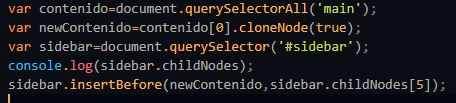 var contenido=document.querySelectorAll('main');
var newContenido=contenido[0].cloneNode(true);
var sidebar=document.querySelector('#sidebar');
console.log(sidebar.childNodes);
sidebar.insertBefore(newContenido,sidebar.childNodes[5]);